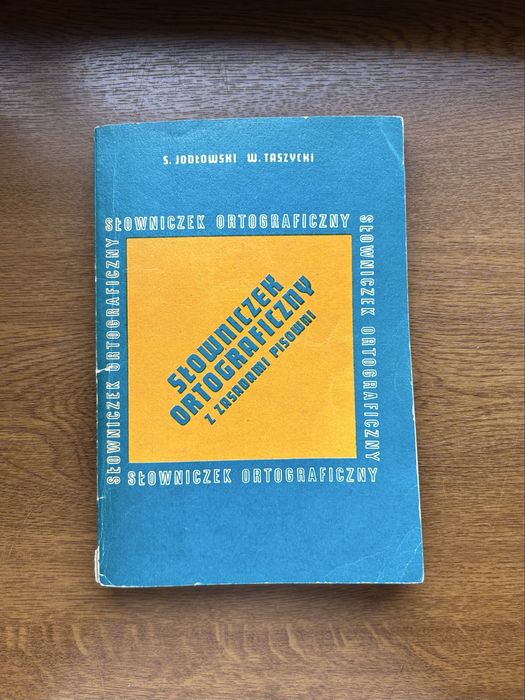 S. JODŁOWSKI W. TASZYCKI
SŁOWNICZEK ORTOGRAFICZNY
SŁOWNICZEK ORTOGRAFICZNY
SŁOWNICZEK
ORTOGRAFICZNY
Z ZASADAMI PISOWNI
SŁOWNICZEK ORTOGRAFICZNY
SŁOWNICZEK ORTOGRAFICZNY